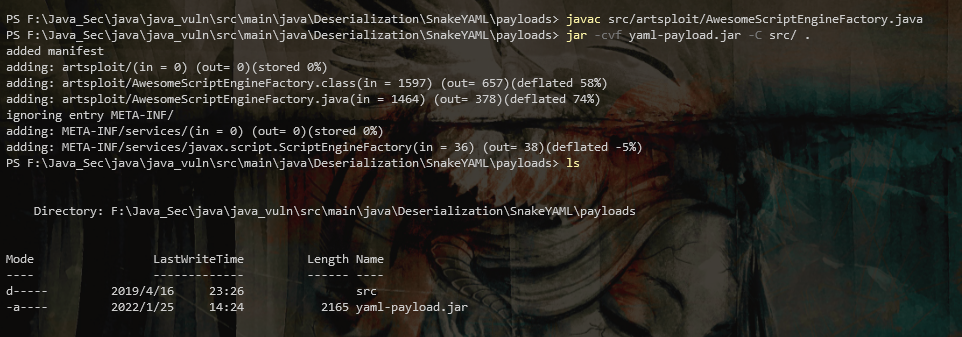 PS F:\Java_Sec\java\java_vuln\src\main\java\Deserialization\SnakeYAML\payloads> javac src/artsploit/AwesomeScriptEngineFactory.java
PS F:\Java_Sec\java\java_vuln\src\main\java\Deserialization\SnakeYAML\payloads> jar -cvf yaml-payload.jar -C src/ .
added manifest
adding: artsploit/(in = 0) (out= 0)(stored 0%)
adding: artsploit/AwesomeScriptEngineFactory.class(in = 1597) (out= 657)(deflated 58%)
adding: artsploit/AwesomeScriptEngineFactory.java(in = 1464) (out= 378)(deflated 74%)
ignoring entry META-INF/
adding: META-INF/services/(in = 0) (out= 0)(stored 0%)
adding: META-INF/services/javax.script.ScriptEngineFactory(in = 36) (out= 38)(deflated -5%)
PS F:\Java_Sec\java\java_vuln\src\main\java\Deserialization\SnakeYAML\payloads> ls
Directory: F:\Java_Sec\java\java_vuln\src\main\java\Deserialization\SnakeYAML\payloads
Mode LastWriteTime Length Name
---- ------------- ------ ----
d----- 2019/4/16 23:26 src
-a---- 2022/1/25 14:24 2165 yaml-payload.jar